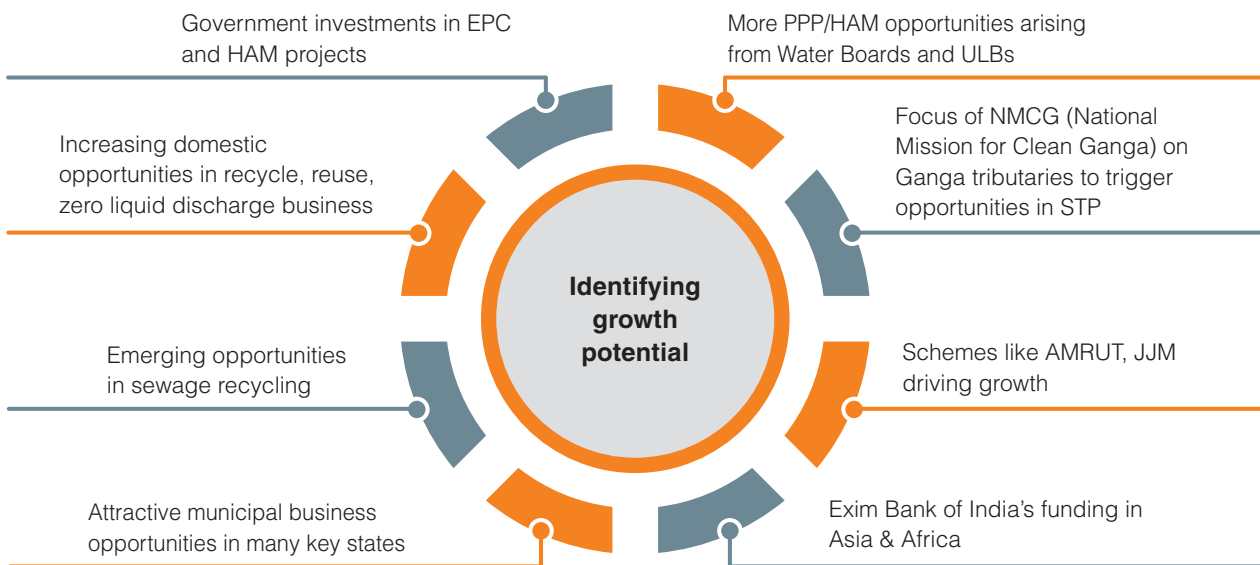 Government investments in EPC
and HAM projects
More PPP/HAM opportunities arising
from Water Boards and ULBs
Increasing domestic
opportunities in recycle, reuse,
zero liquid discharge business
Focus of NMCG (National
Mission for Clean Ganga) on
Ganga tributaries to trigger
opportunities in STP
Identifying
growth
potential
Emerging opportunities
in sewage recycling
Schemes like AMRUT, JJM
driving growth
Attractive municipal business
opportunities in many key states
Exim Bank of India’s funding in
Asia & Africa